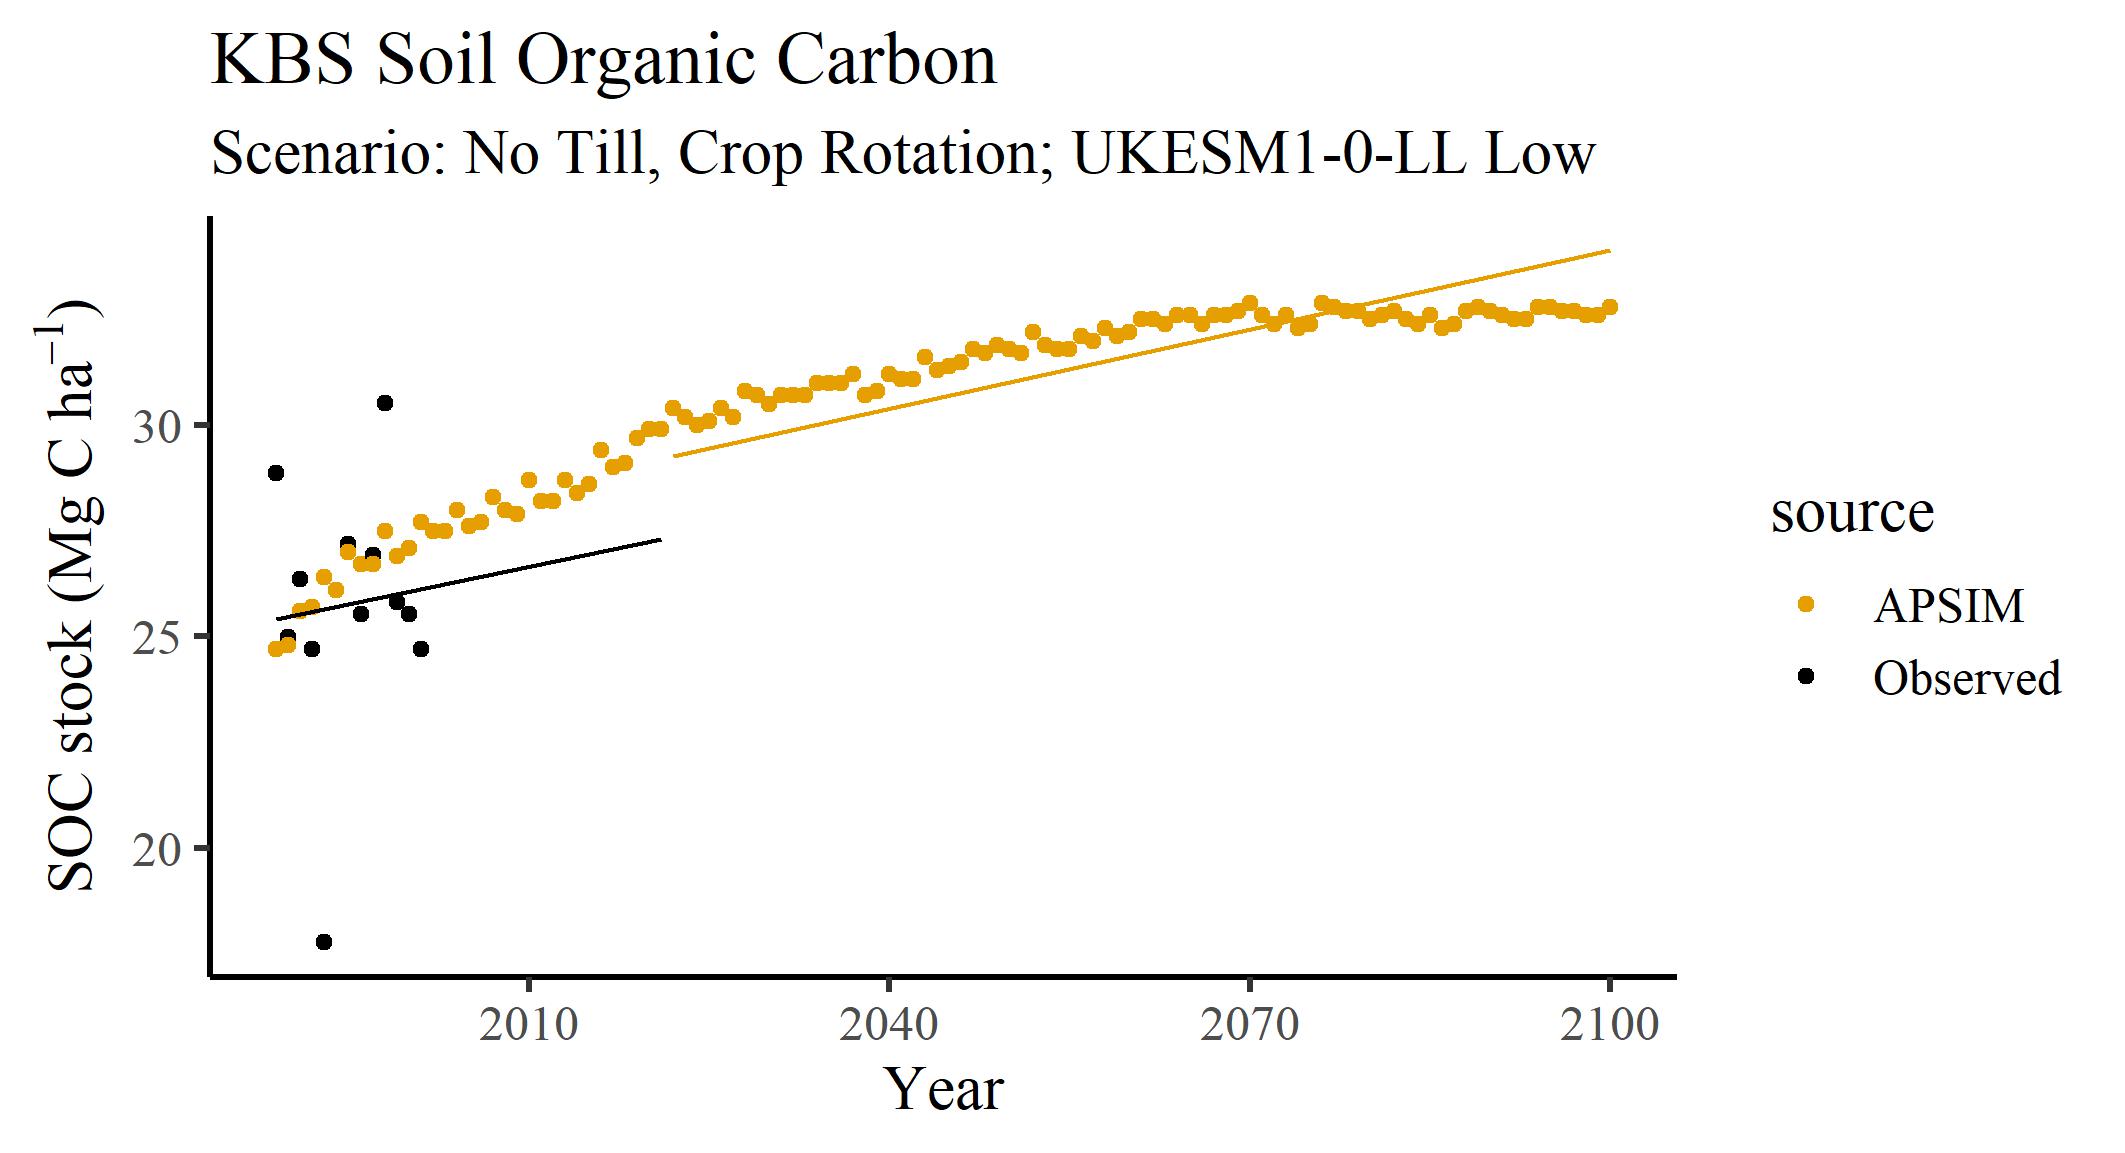 KBS Soil Organic Carbon
Scenario: No Till, Crop Rotation; UKESM1-0-LL Low
SOC stock (Mg C ha⁻¹)
30
25
20
2010 2040 2070 2100
Year
source
APSIM
Observed